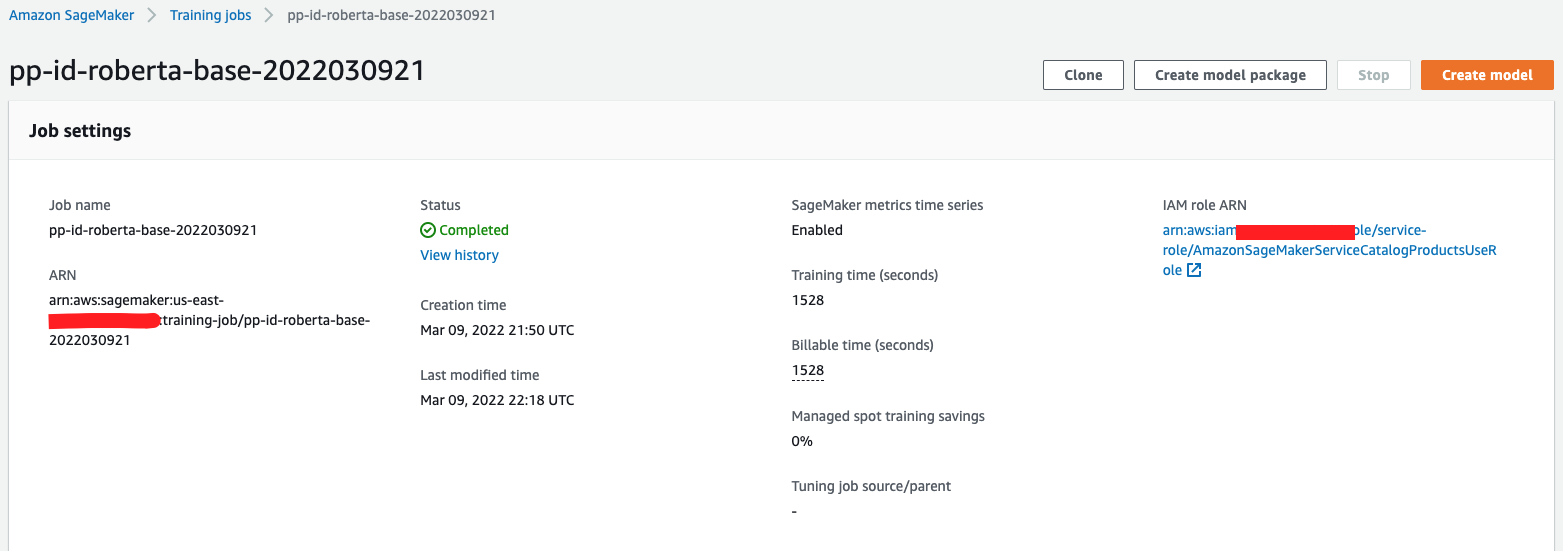 Amazon SageMaker > Training jobs > pp-id-roberta-base-2022030921
pp-id-roberta-base-2022030921
Clone
Create model package
Stop
Create model
Job settings
Job name
pp-id-roberta-base-2022030921
ARN
arn:aws:sagemaker:us-east-
:training-job/pp-id-roberta-base-
2022030921
Status
Completed
View history
Creation time
Mar 09, 2022 21:50 UTC
Last modified time
Mar 09, 2022 22:18 UTC
SageMaker metrics time series
Enabled
Training time (seconds)
1528
Billable time (seconds)
1528
Managed spot training savings
0%
Tuning job source/parent
-
IAM role ARN
arn:aws:iam ole/service-
role/AmazonSageMakerServiceCatalogProductsUseR
ole